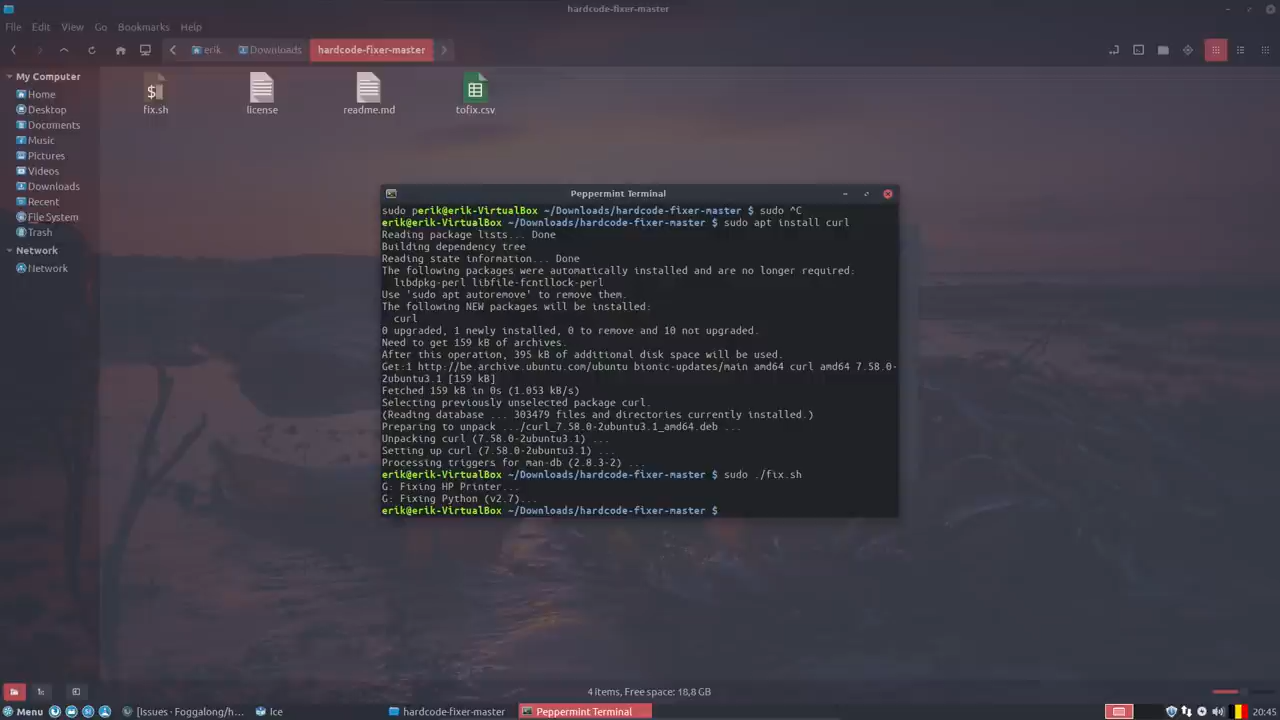 hardcode-fixer-master
File Edit View Go Bookmarks Help
erik Downloads hardcode-fixer-master
My Computer
Home
Desktop
Documents
Music
Pictures
Videos
Downloads
Recent
File System
Trash
Network
Network
fix.sh license readme.md tofix.csv
Peppermint Terminal
sudo perik@erik-VirtualBox ~/Downloads/hardcode-fixer-master $ sudo ^C
erik@erik-VirtualBox ~/Downloads/hardcode-fixer-master $ sudo apt install curl
Reading package lists... Done
Building dependency tree
Reading state information... Done
The following packages were automatically installed and are no longer required:
libdpkg-perl libfile-fcntllock-perl
Use 'sudo apt autoremove' to remove them.
The following NEW packages will be installed:
curl
0 upgraded, 1 newly installed, 0 to remove and 10 not upgraded.
Need to get 159 kB of archives.
After this operation, 395 kB of additional disk space will be used.
Get:1 http://be.archive.ubuntu.com/ubuntu bionic-updates/main amd64 curl amd64 7.58.0-
2ubuntu3.1 [159 kB]
Fetched 159 kB in 0s (1.053 kB/s)
Selecting previously unselected package curl.
(Reading database ... 303479 files and directories currently installed.)
Preparing to unpack .../curl_7.58.0-2ubuntu3.1_amd64.deb ...
Unpacking curl (7.58.0-2ubuntu3.1) ...
Setting up curl (7.58.0-2ubuntu3.1) ...
Processing triggers for man-db (2.8.3-2) ...
erik@erik-VirtualBox ~/Downloads/hardcode-fixer-master $ sudo ./fix.sh
G: Fixing HP Printer...
G: Fixing Python (v2.7)...
erik@erik-VirtualBox ~/Downloads/hardcode-fixer-master $
4 items, Free space: 18,8 GB
Menu [Issues · Foggalong/h... Ice hardcode-fixer-master Peppermint Terminal 20:45